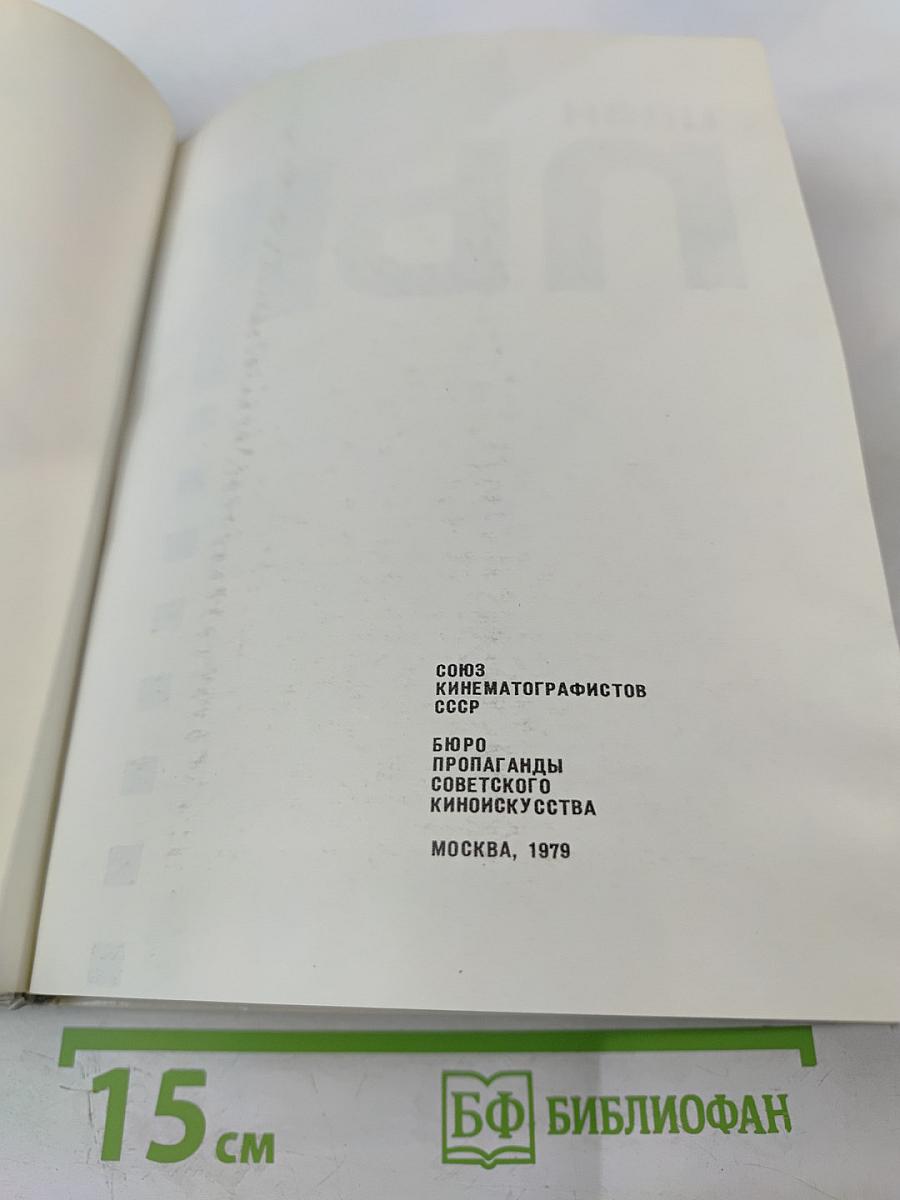 СОЮЗ
КИНЕМАТОГРАФИСТОВ
СССР
БЮРО
ПРОПАГАНДЫ
СОВЕТСКОГО
КИНОИСКУССТВА
МОСКВА, 1979
15 см
БФ БИБЛИОФАН